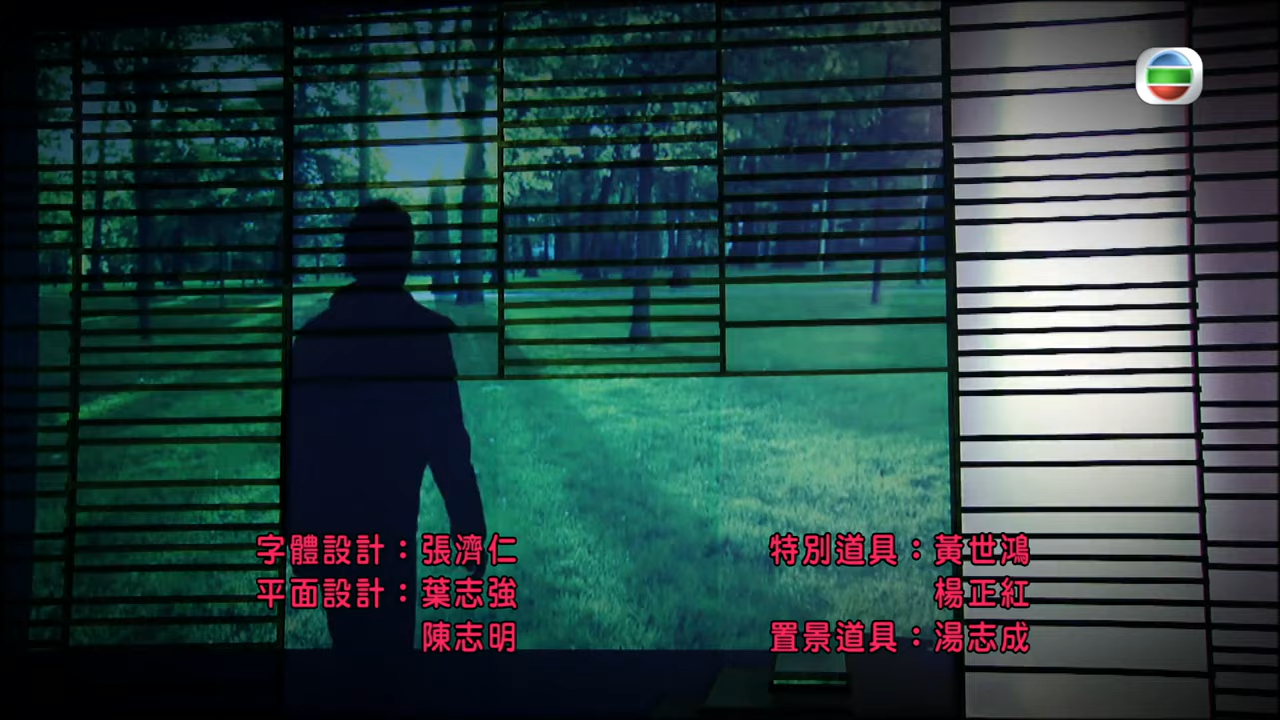 字體設計：張濟仁
平面設計：葉志強
陳志明
特別道具：黃世鴻
楊正紅
置景道具：湯志成